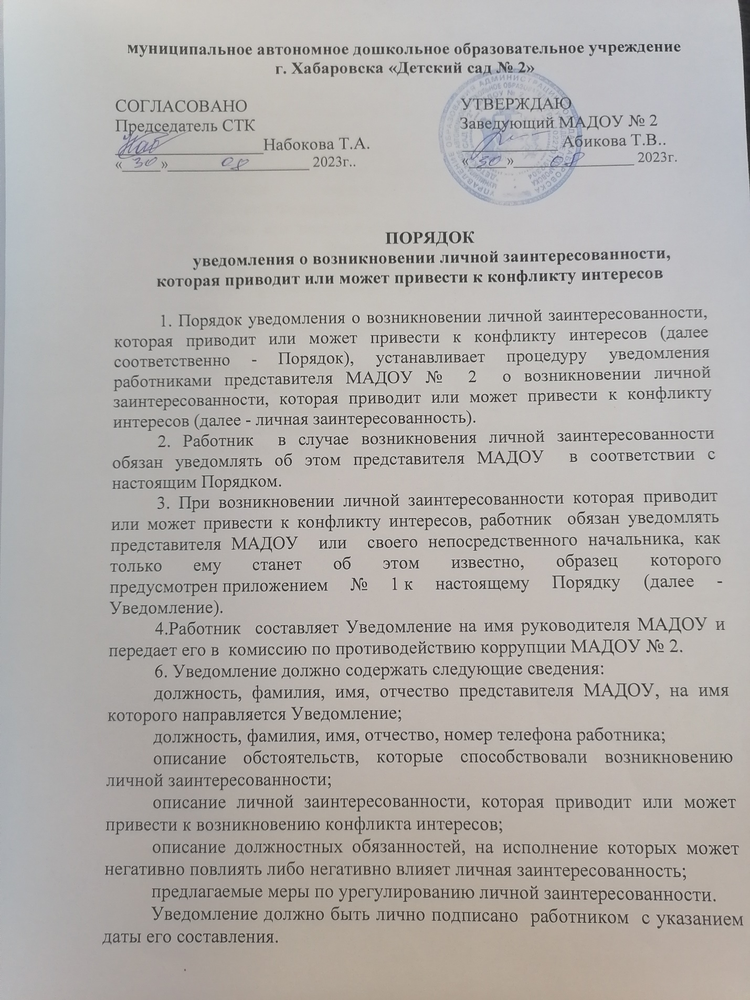 муниципальное автономное дошкольное образовательное учреждение
г. Хабаровска «Детский сад № 2»
СОГЛАСОВАНО
Председатель СТК
Набокова Т.А.
«30» 08 2023г..
УТВЕРЖДАЮ
Заведующий МАДОУ № 2
Абикова Т.В..
«30» 08 2023г.
ПОРЯДОК
уведомления о возникновении личной заинтересованности,
которая приводит или может привести к конфликту интересов
1. Порядок уведомления о возникновении личной заинтересованности,
которая приводит или может привести к конфликту интересов (далее
соответственно - Порядок), устанавливает процедуру уведомления
работниками представителя МАДОУ № 2 о возникновении личной
заинтересованности, которая приводит или может привести к конфликту
интересов (далее - личная заинтересованность).
2. Работник в случае возникновения личной заинтересованности
обязан уведомлять об этом представителя МАДОУ в соответствии с
настоящим Порядком.
3. При возникновении личной заинтересованности которая приводит
или может привести к конфликту интересов, работник обязан уведомлять
представителя МАДОУ или своего непосредственного начальника, как
только ему станет об этом известно, образец которого
предусмотрен приложением № 1 к настоящему Порядку (далее -
Уведомление).
4.Работник составляет Уведомление на имя руководителя МАДОУ и
передает его в комиссию по противодействию коррупции МАДОУ № 2.
6. Уведомление должно содержать следующие сведения:
должность, фамилия, имя, отчество представителя МАДОУ, на имя
которого направляется Уведомление;
должность, фамилия, имя, отчество, номер телефона работника;
описание обстоятельств, которые способствовали возникновению
личной заинтересованности;
описание личной заинтересованности, которая приводит или может
привести к возникновению конфликта интересов;
описание должностных обязанностей, на исполнение которых может
негативно повлиять либо негативно влияет личная заинтересованность;
предлагаемые меры по урегулированию личной заинтересованности.
Уведомление должно быть лично подписано работником с указанием
даты его составления.